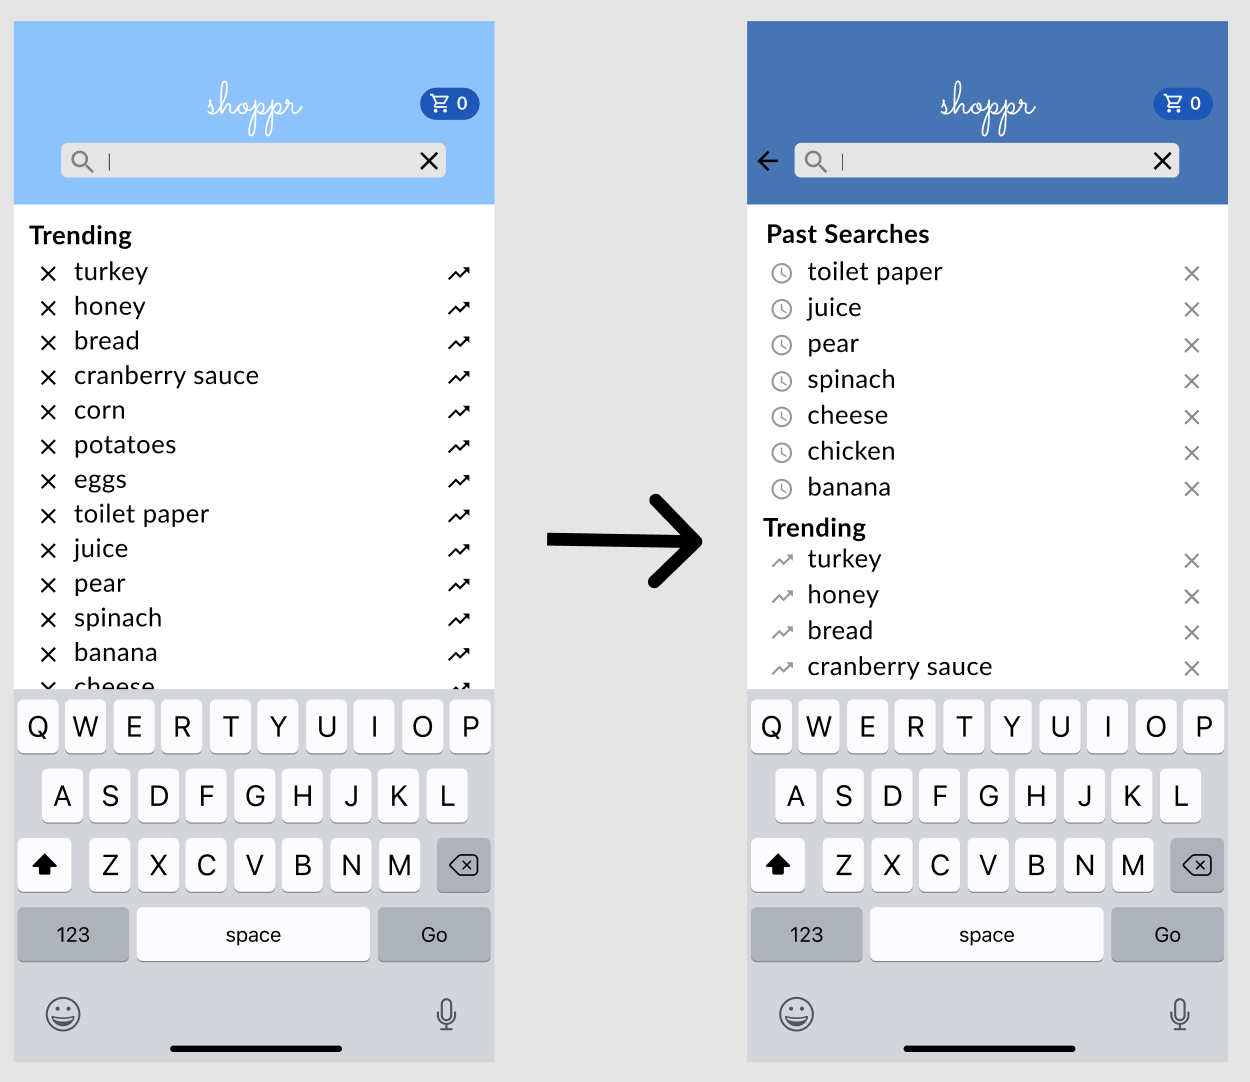 shoppr
0
Trending
turkey
honey
bread
cranberry sauce
corn
potatoes
eggs
toilet paper
juice
pear
spinach
banana
cheese
Q W E R T Y U I O P
A S D F G H J K L
Z X C V B N M
123 space Go
shoppr
0
Past Searches
toilet paper
juice
pear
spinach
cheese
chicken
banana
Trending
turkey
honey
bread
cranberry sauce
Q W E R T Y U I O P
A S D F G H J K L
Z X C V B N M
123 space Go